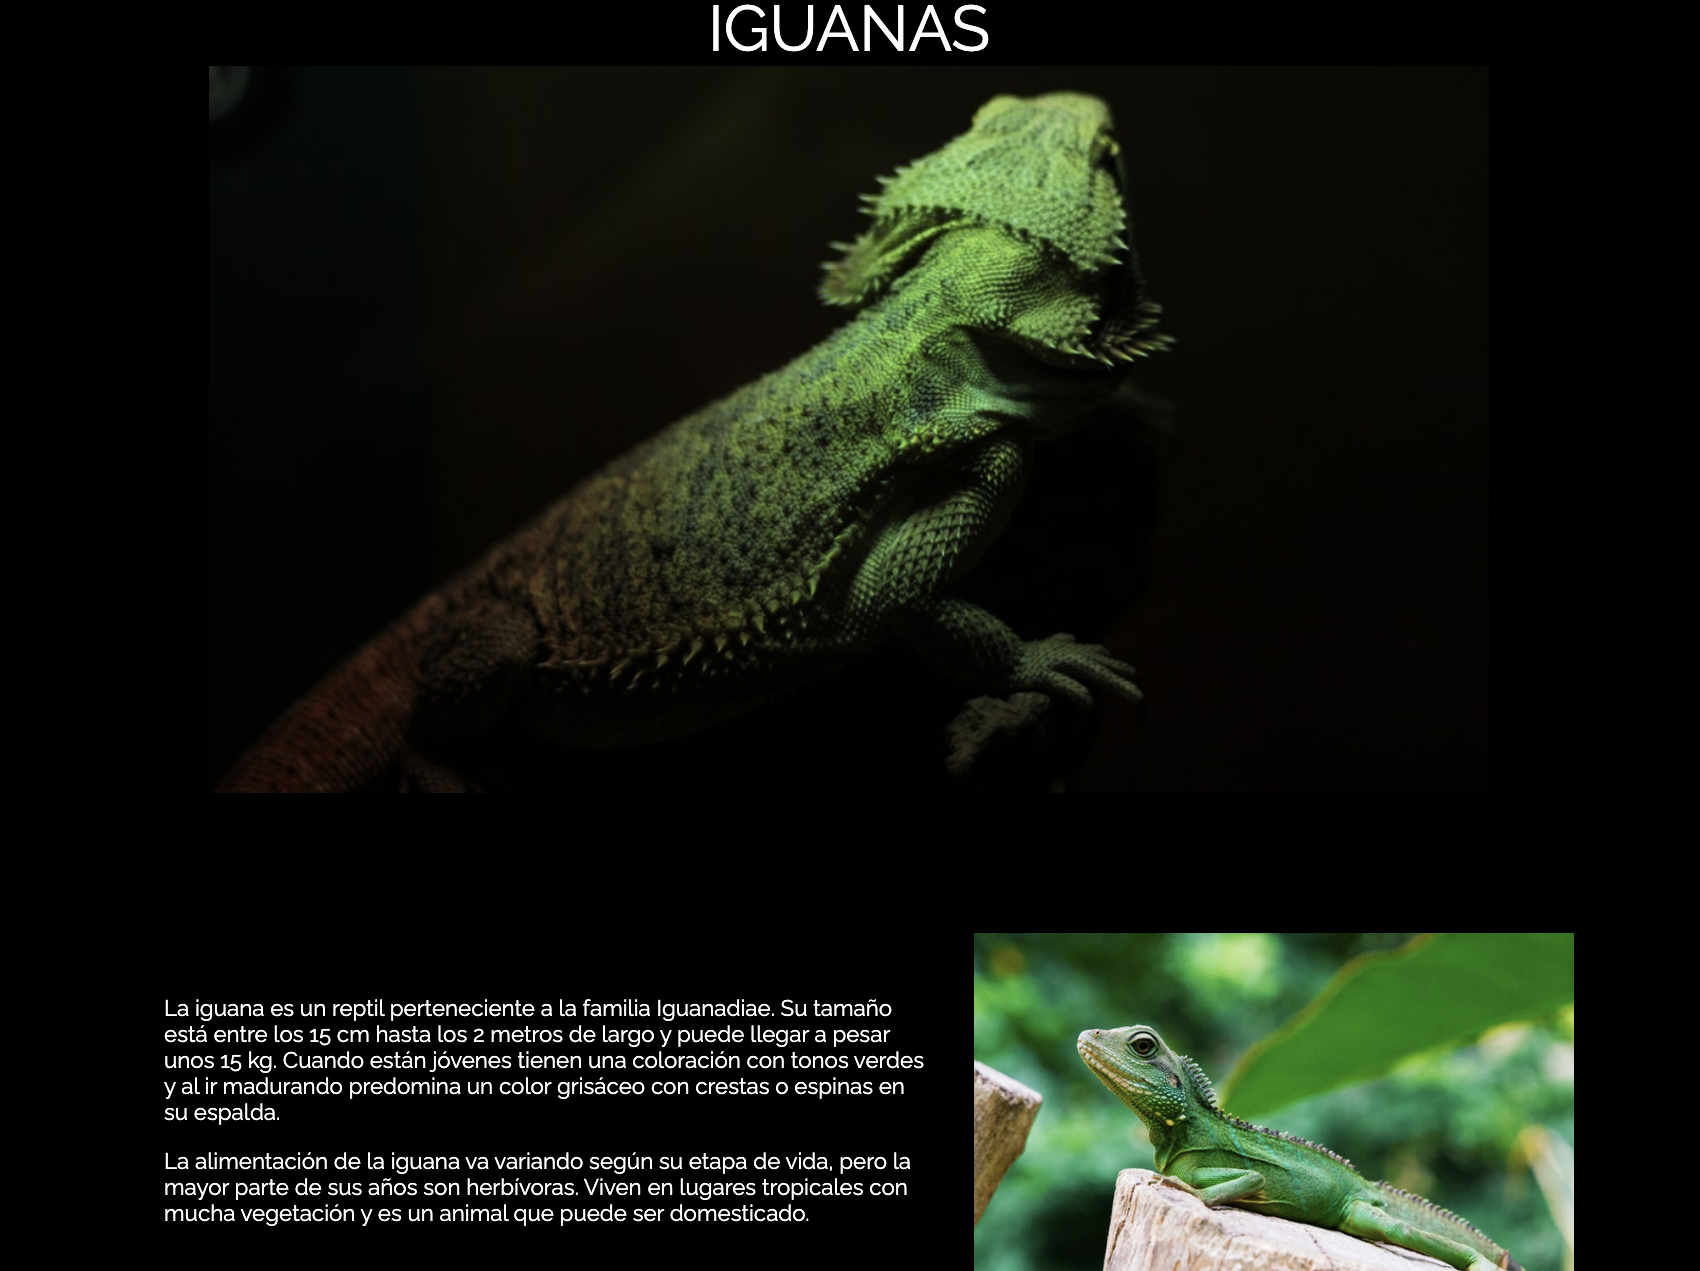 IGUANAS
La iguana es un reptil perteneciente a la familia Iguanadiae. Su tamaño
está entre los 15 cm hasta los 2 metros de largo y puede llegar a pesar
unos 15 kg. Cuando están jóvenes tienen una coloración con tonos verdes
y al ir madurando predomina un color grisáceo con crestas o espinas en
su espalda.
La alimentación de la iguana va variando según su etapa de vida, pero la
mayor parte de sus años son herbívoras. Viven en lugares tropicales con
mucha vegetación y es un animal que puede ser domesticado.